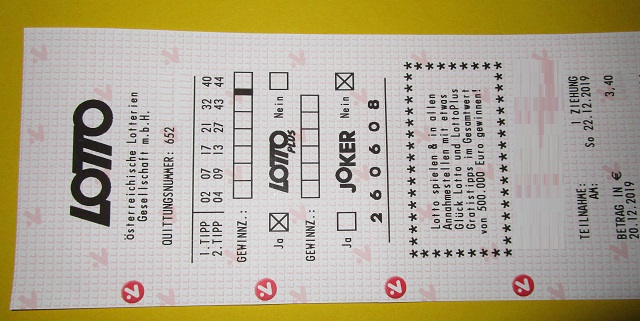 LOTTO
Österreichische Lotterien
Gesellschaft m.b.H.
QUITTUNGSNUMMER: 652
1.TIPP 02 07 17 21 32 40
2.TIPP 04 09 13 27 43 44
GEWINNZ.:
Ja LOTTO PLUS Nein
GEWINNZ.:
Ja JOKER Nein
2 6 0 6 0 8
Lotto spielen & in allen
Annahmestellen mit etwas
Glück Lotto und LottoPlus
Gratistipps im Gesamtwert
von 500.000 Euro gewinnen!
TEILNAHME: 1 ZIEHUNG
AM: So 22.12.2019
BETRAG IN € 3,40
20.12.2019